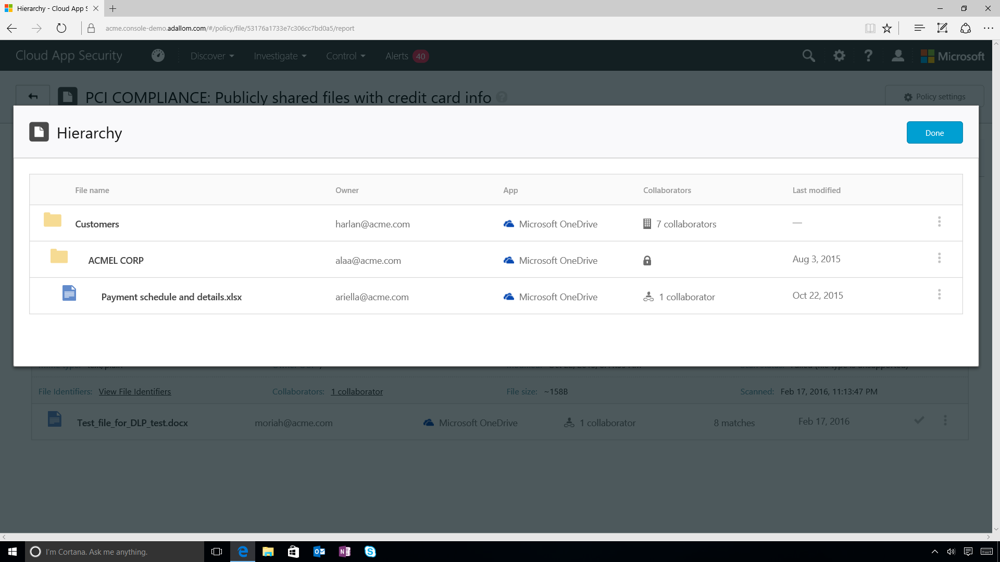 Hierarchy - Cloud App S
acme.console-demo.adallom.com/#/policy/file/53176a1733e7c306cc7bd0a5/report
Cloud App Security Discover Investigate Control Alerts 40 ? Microsoft
PCI COMPLIANCE: Publicly shared files with credit card info ? Policy settings
Hierarchy Done
File name Owner App Collaborators Last modified
Customers harlan@acme.com Microsoft OneDrive 7 collaborators —
ACMEL CORP alaa@acme.com Microsoft OneDrive Aug 3, 2015
Payment schedule and details.xlsx ariella@acme.com Microsoft OneDrive 1 collaborator Oct 22, 2015
File Identifiers: View File Identifiers Collaborators: 1 collaborator File size: ~158B Scanned: Feb 17, 2016, 11:13:47 PM
Test_file_for_DLP_test.docx moriah@acme.com Microsoft OneDrive 1 collaborator 8 matches Feb 17, 2016
I'm Cortana. Ask me anything.